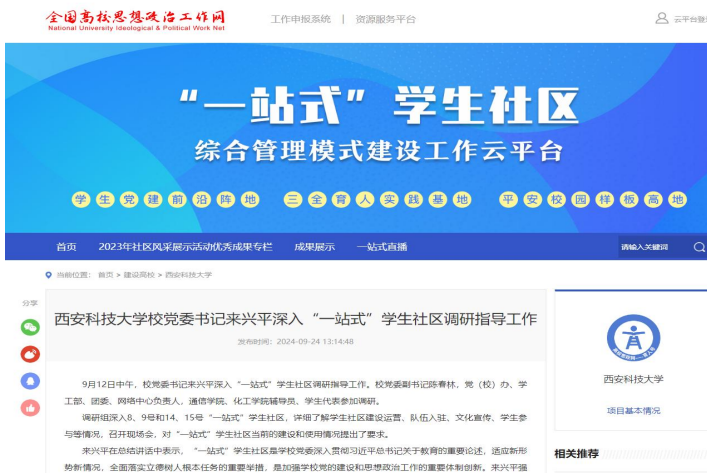 全国高校思想政治工作网
National University Ideological & Political Work Net
工作申报系统 | 资源服务平台
云平台登
“一站式”学生社区
综合管理模式建设工作云平台
学生党建前沿阵地 三全育人实践基地 平安校园样板高地
首页 2023年社区风采展示活动优秀成果专栏 成果展示 一站式直播 请输入关键词
当前位置: 首页 > 建设高校 > 西安科技大学
分享
西安科技大学校党委书记来兴平深入“一站式”学生社区调研指导工作
发布时间: 2024-09-24 13:14:48
9月12日中午，校党委书记来兴平深入“一站式”学生社区调研指导工作。校党委副书记陈春林，党（校）办、学
工部、团委、网络中心负责人，通信学院、化工学院辅导员、学生代表参加调研。
调研组深入8、9号和14、15号“一站式”学生社区，详细了解学生社区建设运营、队伍入驻、文化宣传、学生参
与等情况，召开现场会，对“一站式”学生社区当前的建设和使用情况提出了要求。
来兴平在总结讲话中表示，“一站式”学生社区是学校党委深入贯彻习近平总书记关于教育的重要论述，适应新形
势新情况，全面落实立德树人根本任务的重要举措，是加强学校党的建设和思想政治工作的重要体制创新。来兴平强
西安科技大学
项目基本情况
相关推荐